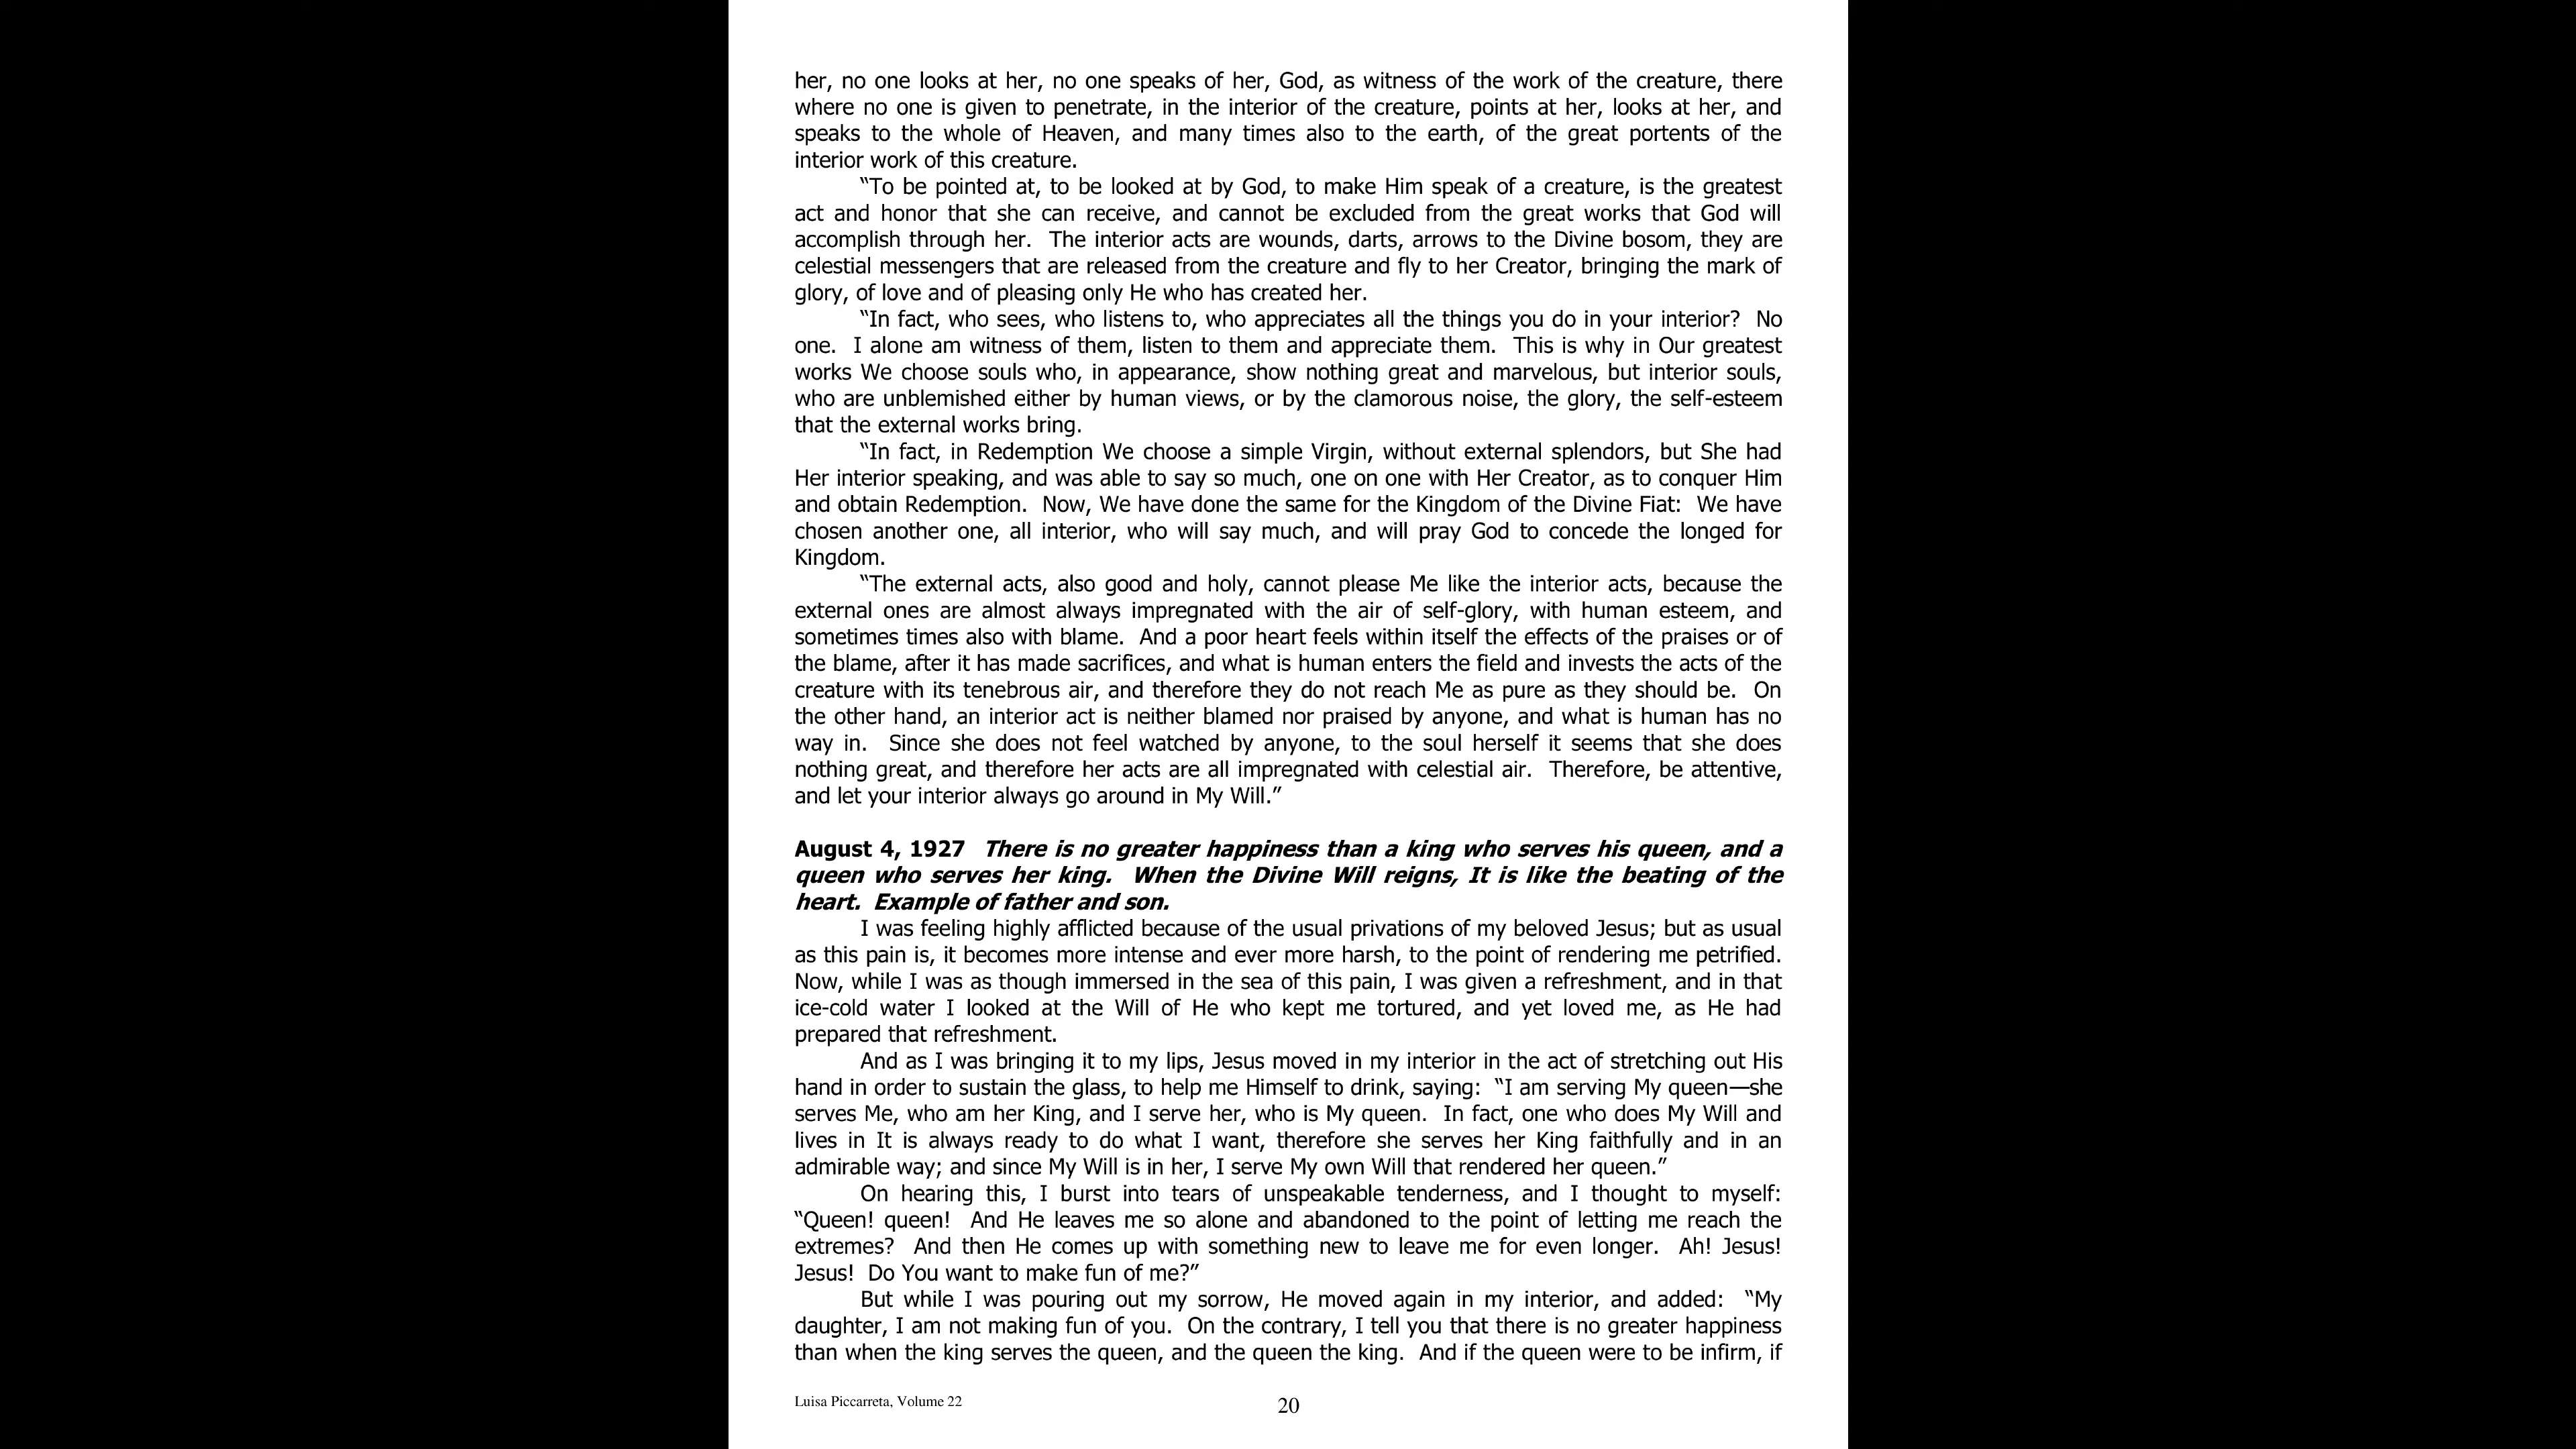 her, no one looks at her, no one speaks of her, God, as witness of the work of the creature, there
where no one is given to penetrate, in the interior of the creature, points at her, looks at her, and
speaks to the whole of Heaven, and many times also to the earth, of the great portents of the
interior work of this creature.
“To be pointed at, to be looked at by God, to make Him speak of a creature, is the greatest
act and honor that she can receive, and cannot be excluded from the great works that God will
accomplish through her.  The interior acts are wounds, darts, arrows to the Divine bosom, they are
celestial messengers that are released from the creature and fly to her Creator, bringing the mark of
glory, of love and of pleasing only He who has created her.
“In fact, who sees, who listens to, who appreciates all the things you do in your interior?  No
one.  I alone am witness of them, listen to them and appreciate them.  This is why in Our greatest
works We choose souls who, in appearance, show nothing great and marvelous, but interior souls,
who are unblemished either by human views, or by the clamorous noise, the glory, the self-esteem
that the external works bring.
“In fact, in Redemption We choose a simple Virgin, without external splendors, but She had
Her interior speaking, and was able to say so much, one on one with Her Creator, as to conquer Him
and obtain Redemption.  Now, We have done the same for the Kingdom of the Divine Fiat:  We have
chosen another one, all interior, who will say much, and will pray God to concede the longed for
Kingdom.
“The external acts, also good and holy, cannot please Me like the interior acts, because the
external ones are almost always impregnated with the air of self-glory, with human esteem, and
sometimes times also with blame.  And a poor heart feels within itself the effects of the praises or of
the blame, after it has made sacrifices, and what is human enters the field and invests the acts of the
creature with its tenebrous air, and therefore they do not reach Me as pure as they should be.  On
the other hand, an interior act is neither blamed nor praised by anyone, and what is human has no
way in.  Since she does not feel watched by anyone, to the soul herself it seems that she does
nothing great, and therefore her acts are all impregnated with celestial air.  Therefore, be attentive,
and let your interior always go around in My Will.”
August 4, 1927  There is no greater happiness than a king who serves his queen, and a
queen who serves her king.  When the Divine Will reigns, It is like the beating of the
heart.  Example of father and son.
I was feeling highly afflicted because of the usual privations of my beloved Jesus; but as usual
as this pain is, it becomes more intense and ever more harsh, to the point of rendering me petrified.
Now, while I was as though immersed in the sea of this pain, I was given a refreshment, and in that
ice-cold water I looked at the Will of He who kept me tortured, and yet loved me, as He had
prepared that refreshment.
And as I was bringing it to my lips, Jesus moved in my interior in the act of stretching out His
hand in order to sustain the glass, to help me Himself to drink, saying:  “I am serving My queen—she
serves Me, who am her King, and I serve her, who is My queen.  In fact, one who does My Will and
lives in It is always ready to do what I want, therefore she serves her King faithfully and in an
admirable way; and since My Will is in her, I serve My own Will that rendered her queen.”
On hearing this, I burst into tears of unspeakable tenderness, and I thought to myself:
“Queen! queen!  And He leaves me so alone and abandoned to the point of letting me reach the
extremes?  And then He comes up with something new to leave me for even longer.  Ah! Jesus!
Jesus!  Do You want to make fun of me?”
But while I was pouring out my sorrow, He moved again in my interior, and added:  “My
daughter, I am not making fun of you.  On the contrary, I tell you that there is no greater happiness
than when the king serves the queen, and the queen the king.  And if the queen were to be infirm, if
Luisa Piccarreta, Volume 22
20